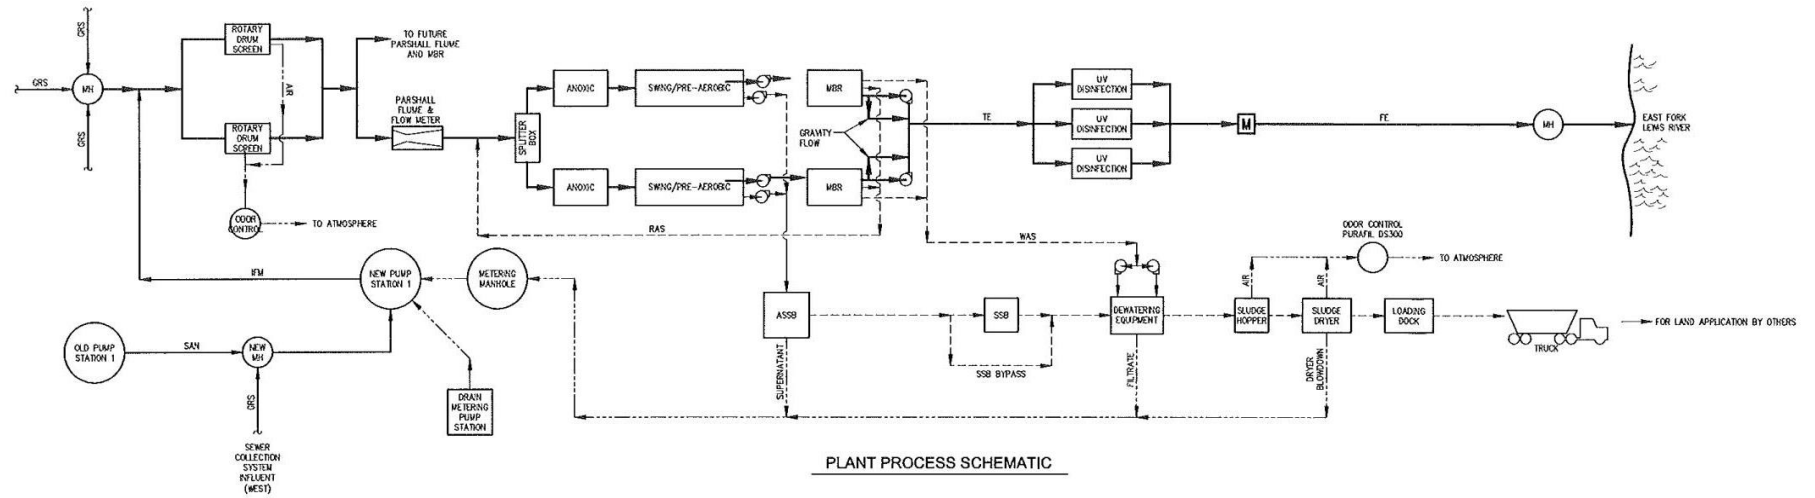 GRS
GRS
MH
GRS
ROTARY
DRUM
SCREEN
AIR
ROTARY
DRUM
SCREEN
ODOR
CONTROL
TO ATMOSPHERE
TO FUTURE
PARSHALL FLUME
AND MBR
PARSHALL
FLUME &
FLOW METER
SPLITTER
BOX
ANOXIC
SWING/PRE-AEROBIC
ANOXIC
SWING/PRE-AEROBIC
MBR
GRAVITY
FLOW
MBR
RAS
WAS
TE
UV
DISINFECTION
UV
DISINFECTION
UV
DISINFECTION
M
FE
MH
EAST FORK
LEWIS RIVER
IFM
NEW PUMP
STATION 1
METERING
MANHOLE
OLD PUMP
STATION 1
SAN
NEW
MH
GRS
SEWER
COLLECTION
SYSTEM
INFLUENT
(WEST)
DRAIN
METERING
PUMP
STATION
ASSB
SUPERNATANT
SSB
SSB BYPASS
DEWATERING
EQUIPMENT
FILTRATE
SLUDGE
HOPPER
AIR
SLUDGE
DRYER
AIR
DRYER
BLOWDOWN
ODOR CONTROL
PURAFIL DS300
TO ATMOSPHERE
LOADING
DOCK
TRUCK
FOR LAND APPLICATION BY OTHERS
PLANT PROCESS SCHEMATIC